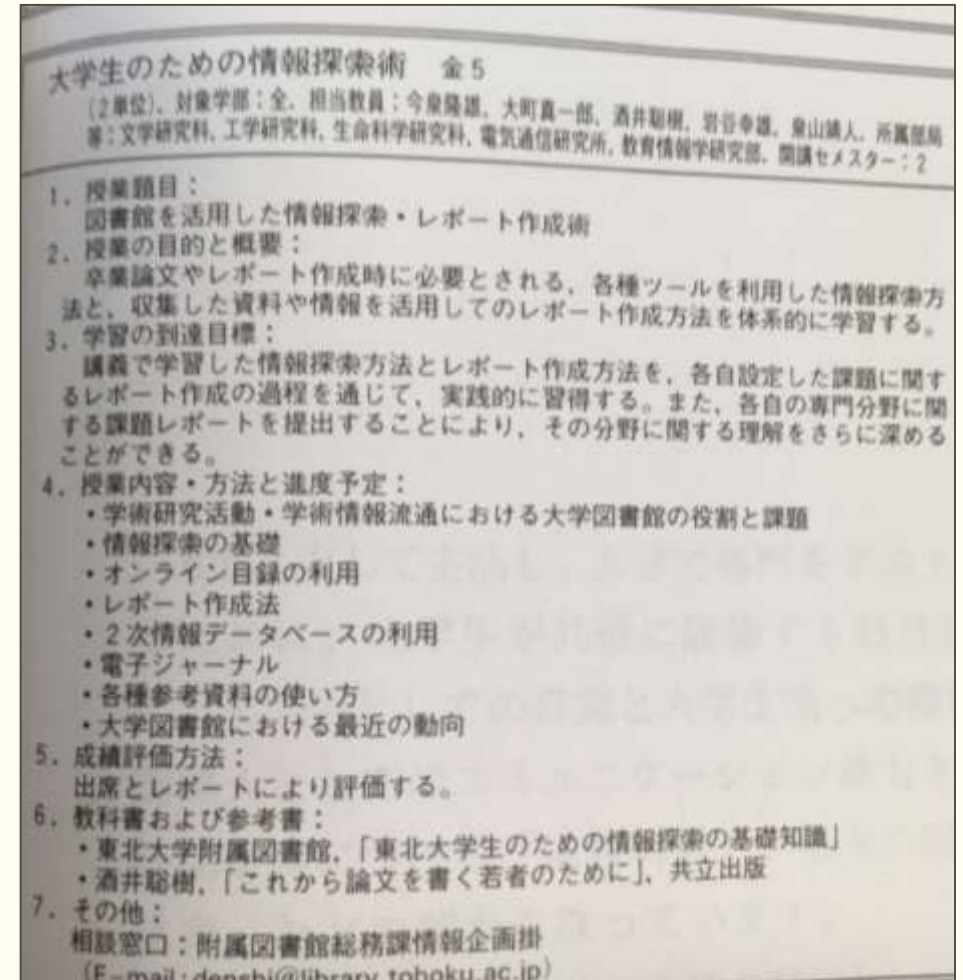 大学生のための情報探索術 金5
(2単位), 対象学部:全, 担当教員:今泉隆雄, 大町真一郎, 酒井聡樹, 岩谷幸雄, 泉山靖人, 所属部局
等:文学研究科, 工学研究科, 生命科学研究科, 電気通信研究所, 教育情報学研究部, 開講セメスター:2
1. 授業題目:
図書館を活用した情報探索・レポート作成術
2. 授業の目的と概要:
卒業論文やレポート作成時に必要とされる, 各種ツールを利用した情報探索方
法と, 収集した資料や情報を活用してのレポート作成方法を体系的に学習する。
3. 学習の到達目標:
講義で学習した情報探索方法とレポート作成方法を, 各自設定した課題に関す
るレポート作成の過程を通じて, 実践的に習得する。また, 各自の専門分野に関
する課題レポートを提出することにより, その分野に関する理解をさらに深める
ことができる。
4. 授業内容・方法と進度予定:
・学術研究活動・学術情報流通における大学図書館の役割と課題
・情報探索の基礎
・オンライン目録の利用
・レポート作成法
・2次情報データベースの利用
・電子ジャーナル
・各種参考資料の使い方
・大学図書館における最近の動向
5. 成績評価方法:
出席とレポートにより評価する。
6. 教科書および参考書:
・東北大学附属図書館, 「東北大学生のための情報探索の基礎知識」
・酒井聡樹, 「これから論文を書く若者のために」, 共立出版
7. その他:
相談窓口:附属図書館総務課情報企画掛
(E-mail:denshi@library.tohoku.ac.jp)